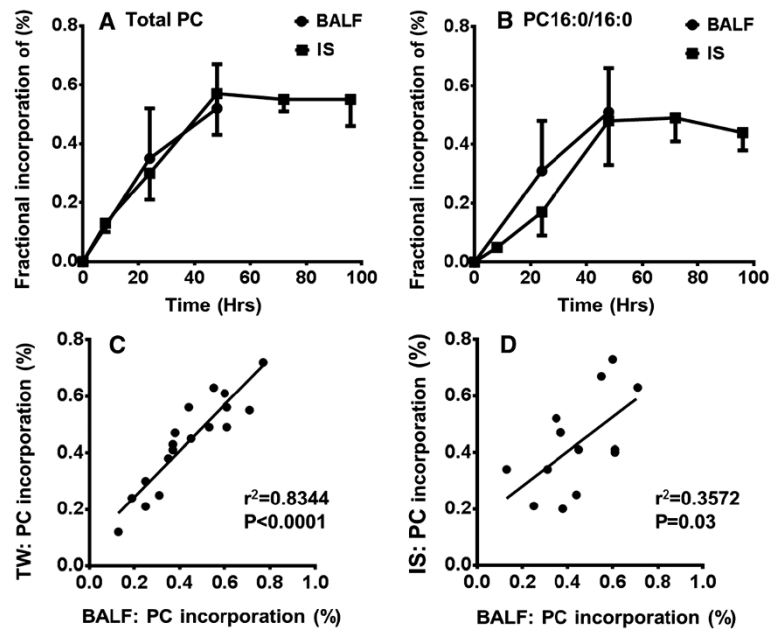 A Total PC
BALF
IS
Fractional incorporation of (%)
0.8
0.6
0.4
0.2
0.0
0 20 40 60 80 100
Time (Hrs)
B PC16:0/16:0
BALF
IS
Fractional incorporation of (%)
0.8
0.6
0.4
0.2
0.0
0 20 40 60 80 100
Time (Hrs)
C
TW: PC incorporation (%)
0.8
0.6
0.4
0.2
0.0
r²=0.8344
P<0.0001
0.0 0.2 0.4 0.6 0.8 1.0
BALF: PC incorporation (%)
D
IS: PC incorporation (%)
0.8
0.6
0.4
0.2
0.0
r²=0.3572
P=0.03
0.0 0.2 0.4 0.6 0.8 1.0
BALF: PC incorporation (%)